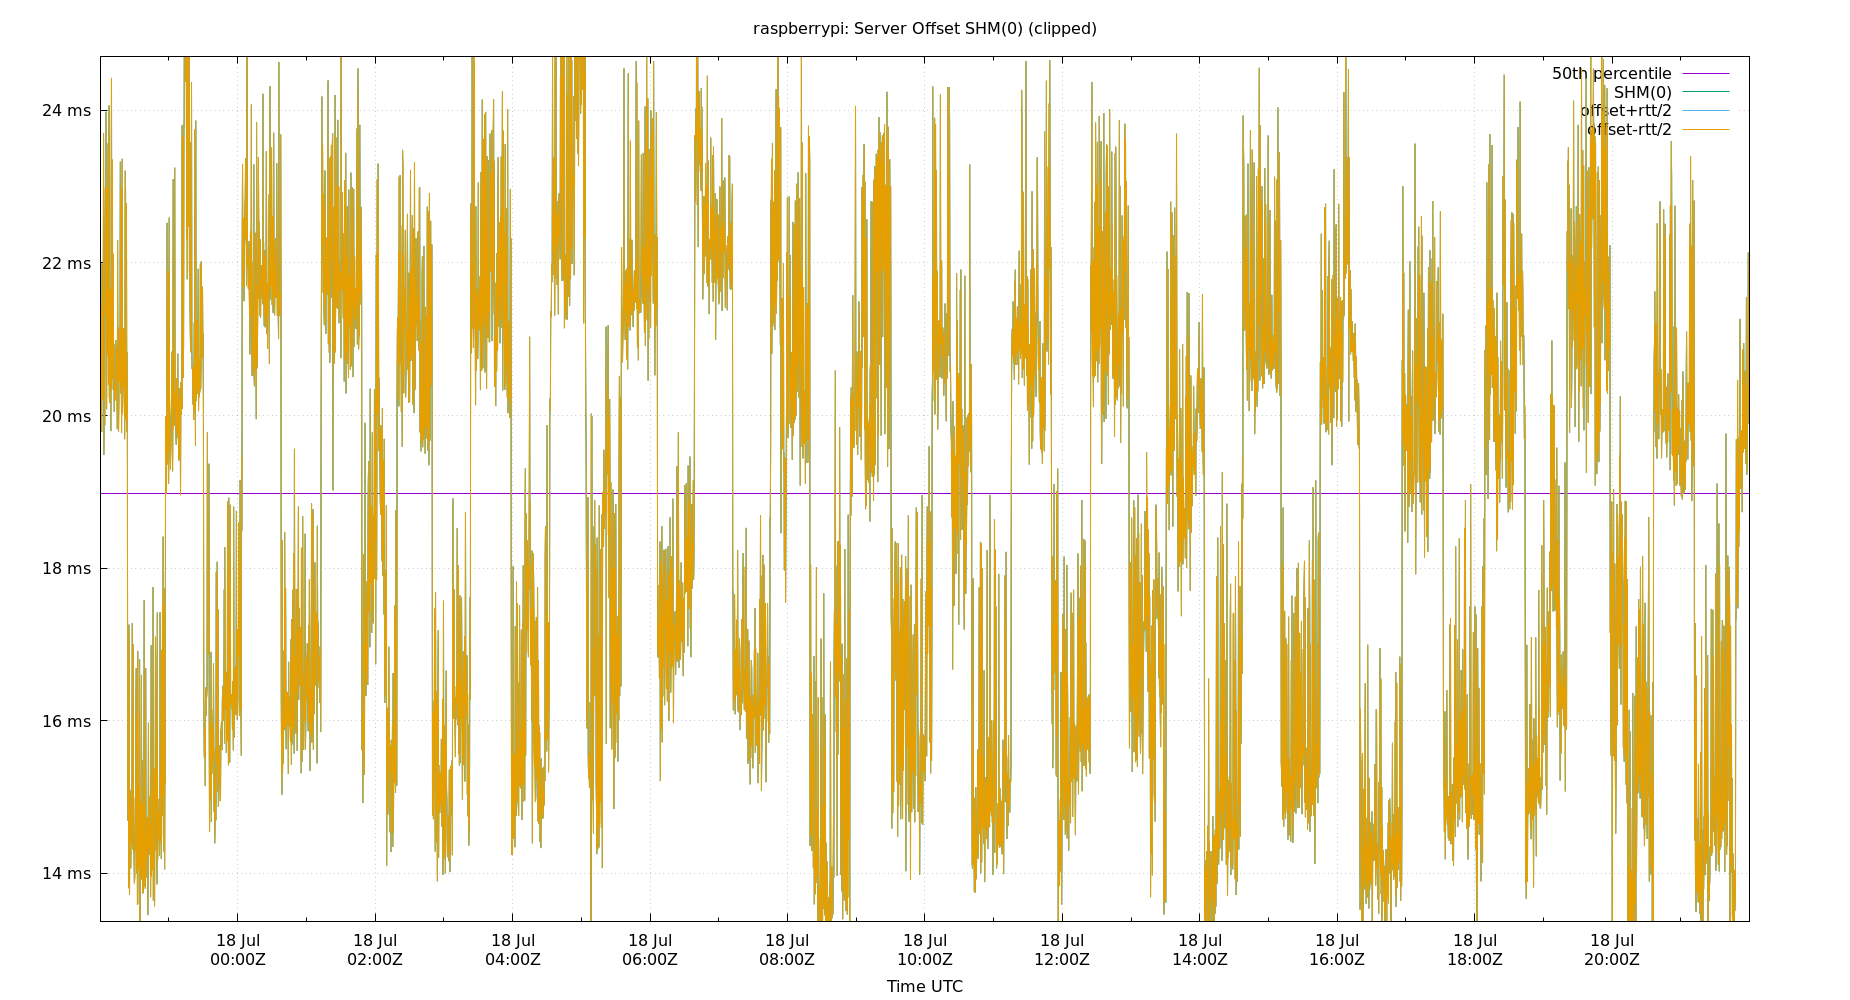 raspberrypi: Server Offset SHM(0) (clipped)
50th percentile
SHM(0)
offset+rtt/2
offset-rtt/2
24 ms
22 ms
20 ms
18 ms
16 ms
14 ms
18 Jul 18 Jul 18 Jul 18 Jul 18 Jul 18 Jul 18 Jul 18 Jul 18 Jul 18 Jul 18 Jul
00:00Z 02:00Z 04:00Z 06:00Z 08:00Z 10:00Z 12:00Z 14:00Z 16:00Z 18:00Z 20:00Z
Time UTC